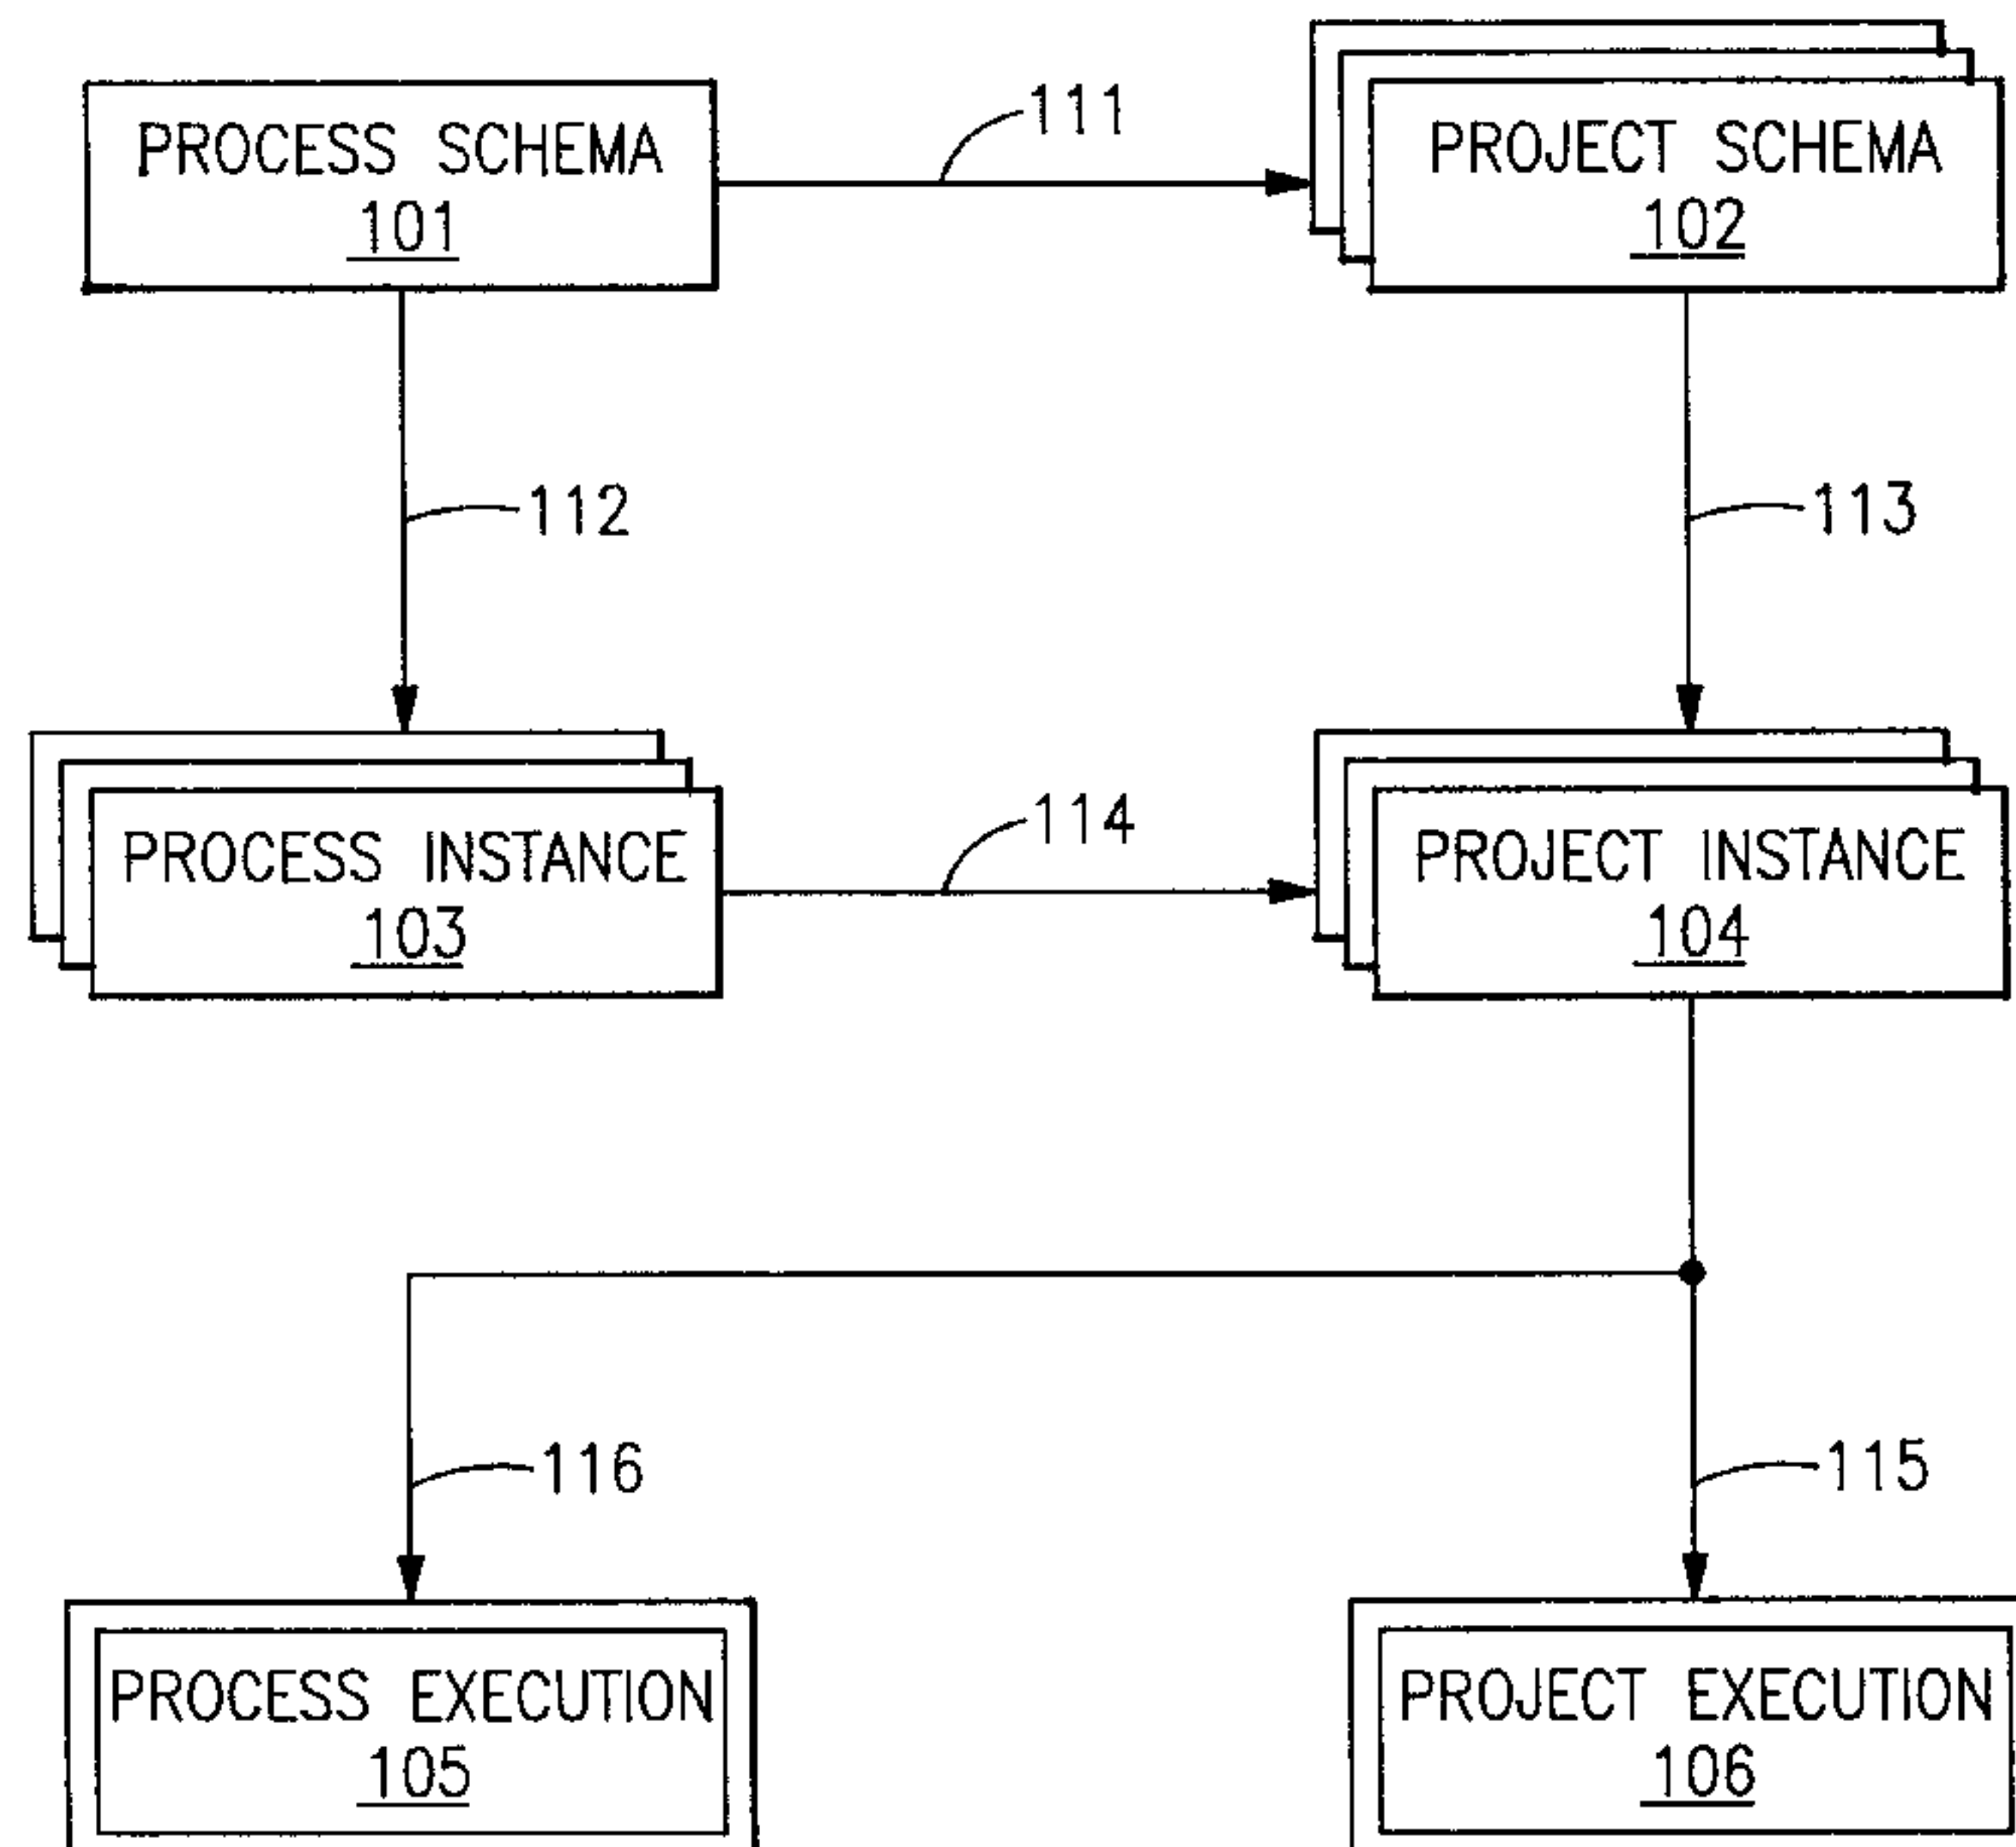 PROCESS SCHEMA
101
111
PROJECT SCHEMA
102
112
113
PROCESS INSTANCE
103
114
PROJECT INSTANCE
104
116
115
PROCESS EXECUTION
105
PROJECT EXECUTION
106